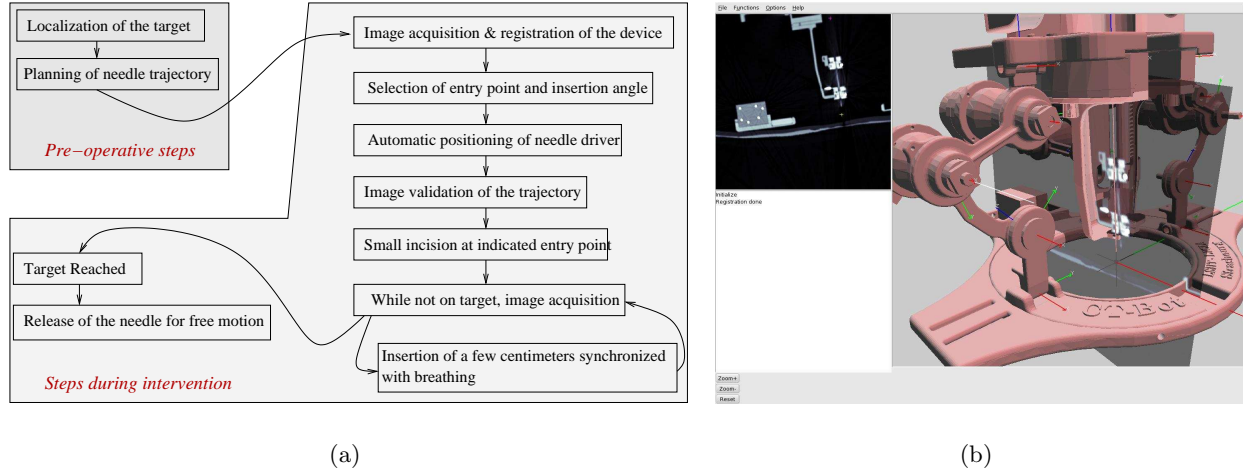 Localization of the target
Planning of needle trajectory
Pre-operative steps
Image acquisition & registration of the device
Selection of entry point and insertion angle
Automatic positioning of needle driver
Image validation of the trajectory
Small incision at indicated entry point
While not on target, image acquisition
Insertion of a few centimeters synchronized
with breathing
Target Reached
Release of the needle for free motion
Steps during intervention
(a)
File Functions Options Help
Initialize
Registration done
CT-Bot
Zoom+
Zoom-
Reset
(b)